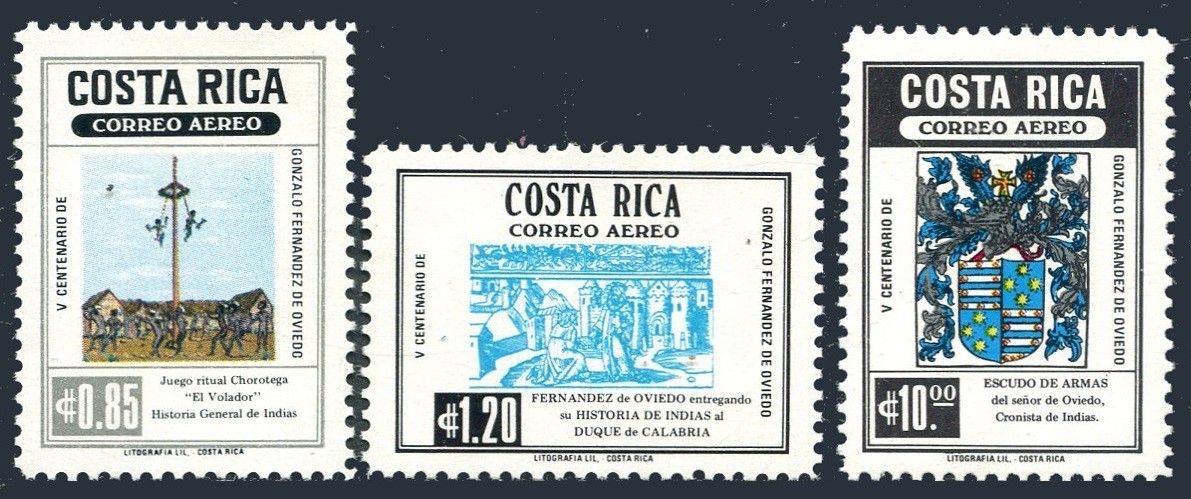 COSTA RICA
CORREO AEREO
V CENTENARIO DE
GONZALO FERNANDEZ DE OVIEDO
₡0.85
Juego ritual Chorotega
"El Volador"
Historia General de Indias
LITOGRAFIA LIL. - COSTA RICA
COSTA RICA
CORREO AEREO
V CENTENARIO DE
GONZALO FERNANDEZ DE OVIEDO
₡1.20
FERNANDEZ de OVIEDO entregando
su HISTORIA DE INDIAS al
DUQUE de CALABRIA
LITOGRAFIA LIL. - COSTA RICA
COSTA RICA
CORREO AEREO
V CENTENARIO DE
GONZALO FERNANDEZ DE OVIEDO
₡10.00
ESCUDO DE ARMAS
del señor de Oviedo,
Cronista de Indias.
LITOGRAFIA LIL. - COSTA RICA